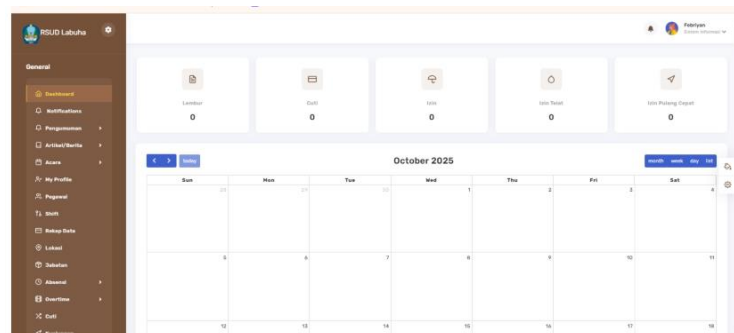 RSUD Labuha
Febriyan
General
Dashboard
Notifications
Pengumuman
Artikel/Berita
Acara
My Profile
Pegawai
Shift
Rekap Data
Lokasi
Jabatan
Absensi
Overtime
Cuti
Lembur
0
Cuti
0
Izin
0
Izin Telat
0
Izin Pulang Cepat
0
today
October 2025
month week day list
Sun Mon Tue Wed Thu Fri Sat
28 29 30 1 2 3 4
5 6 7 8 9 10 11
12 13 14 15 16 17 18